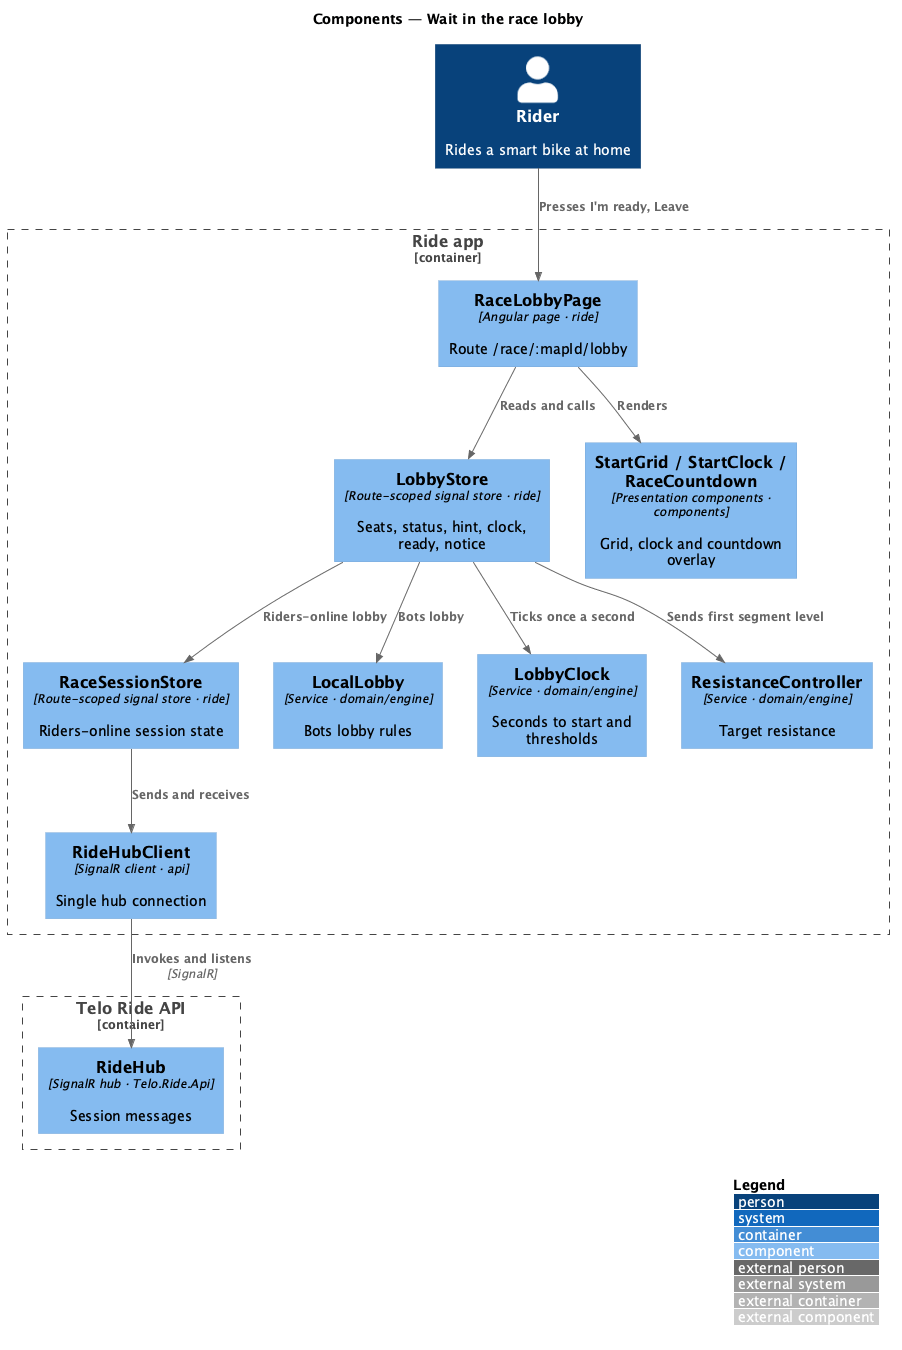 Components — Wait in the race lobby
Rider
Rides a smart bike at home
Presses I'm ready, Leave
Ride app
[container]
RaceLobbyPage
[Angular page · ride]
Route /race/:mapId/lobby
Reads and calls
Renders
LobbyStore
[Route-scoped signal store · ride]
Seats, status, hint, clock,
ready, notice
StartGrid / StartClock /
RaceCountdown
[Presentation components ·
components]
Grid, clock and countdown
overlay
Riders-online lobby
Bots lobby
Ticks once a second
Sends first segment level
RaceSessionStore
[Route-scoped signal store · ride]
Riders-online session state
LocalLobby
[Service · domain/engine]
Bots lobby rules
LobbyClock
[Service · domain/engine]
Seconds to start and
thresholds
ResistanceController
[Service · domain/engine]
Target resistance
Sends and receives
RideHubClient
[SignalR client · api]
Single hub connection
Invokes and listens
[SignalR]
Telo Ride API
[container]
RideHub
[SignalR hub · Telo.Ride.Api]
Session messages
Legend
person
system
container
component
external person
external system
external container
external component